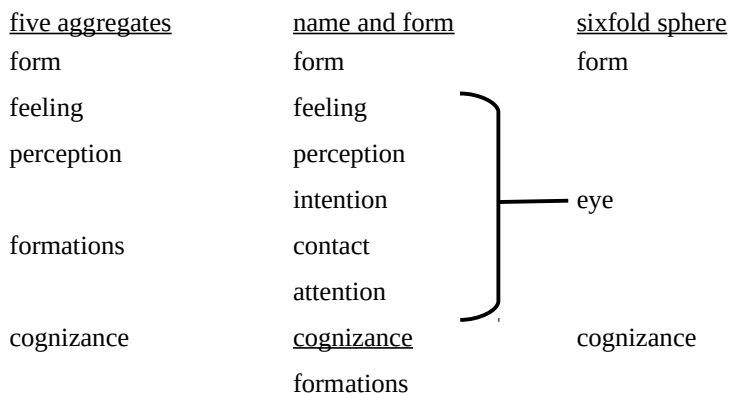 five aggregates name and form sixfold sphere
form form form
feeling feeling
perception perception
intention eye
formations contact
attention
cognizance cognizance cognizance
formations